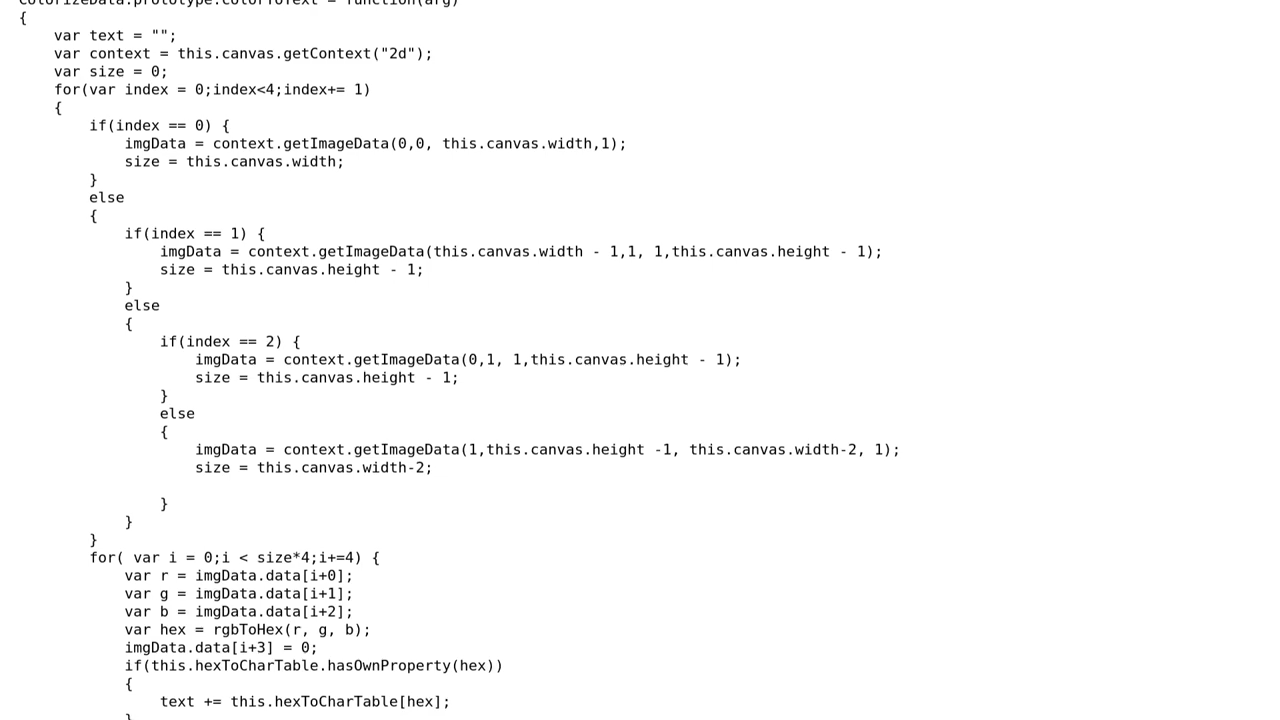 ColorizeData.prototype.colorToText = function(arg)
{
    var text = "";
    var context = this.canvas.getContext("2d");
    var size = 0;
    for(var index = 0;index<4;index+= 1)
    {
        if(index == 0) {
            imgData = context.getImageData(0,0, this.canvas.width,1);
            size = this.canvas.width;
        }
        else
        {
            if(index == 1) {
                imgData = context.getImageData(this.canvas.width - 1,1, 1,this.canvas.height - 1);
                size = this.canvas.height - 1;
            }
            else
            {
                if(index == 2) {
                    imgData = context.getImageData(0,1, 1,this.canvas.height - 1);
                    size = this.canvas.height - 1;
                }
                else
                {
                    imgData = context.getImageData(1,this.canvas.height -1, this.canvas.width-2, 1);
                    size = this.canvas.width-2;

                }
            }
        }
        for( var i = 0;i < size*4;i+=4) {
            var r = imgData.data[i+0];
            var g = imgData.data[i+1];
            var b = imgData.data[i+2];
            var hex = rgbToHex(r, g, b);
            imgData.data[i+3] = 0;
            if(this.hexToCharTable.hasOwnProperty(hex))
            {
                text += this.hexToCharTable[hex];
            }